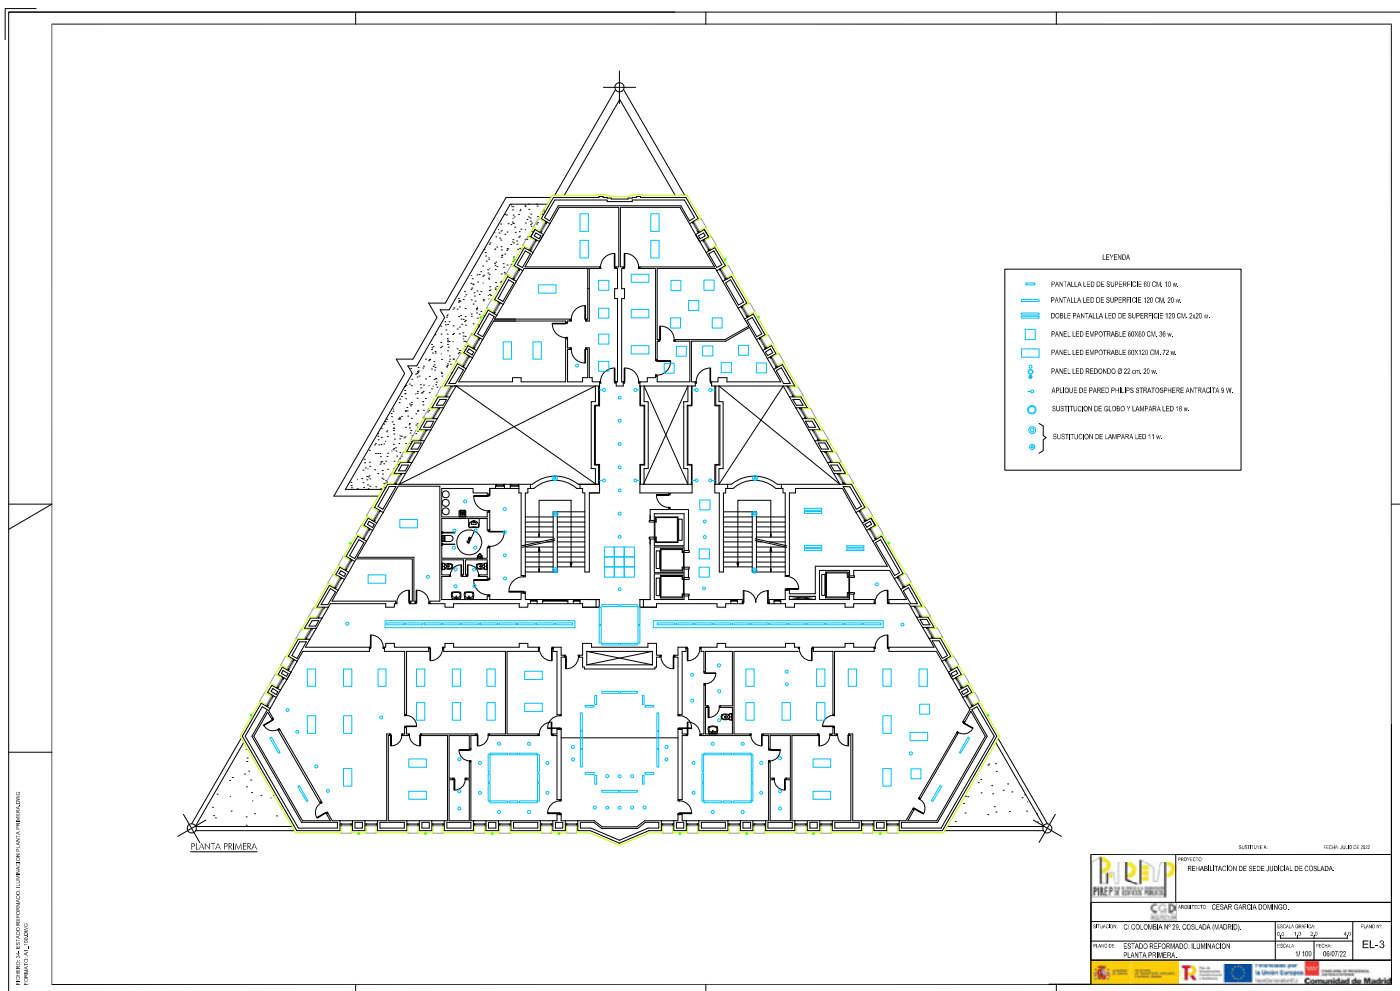 LEYENDA
PANTALLA LED DE SUPERFICIE 60 CM. 10 w.
PANTALLA LED DE SUPERFICIE 120 CM. 20 w.
DOBLE PANTALLA LED DE SUPERFICIE 120 CM. 2x20 w.
PANEL LED EMPOTRABLE 60X60 CM. 36 w.
PANEL LED EMPOTRABLE 60X120 CM. 72 w.
PANEL LED REDONDO Ø 22 cm. 20 w.
APLIQUE DE PARED PHILIPS STRATOSPHERE ANTRACITA 9 W.
SUSTITUCION DE GLOBO Y LAMPARA LED 18 w.
SUSTITUCION DE LAMPARA LED 11 w.
PLANTA PRIMERA
SUSTITUYE A:
FECHA: JULIO DE 2022
PROYECTO:
REHABILITACION DE SEDE JUDICIAL DE COSLADA.
PIREP
CGD
ARQUITECTO: CESAR GARCIA DOMINGO.
SITUACION: C/ COLOMBIA Nº 29. COSLADA (MADRID).
ESCALA GRAFICA:
PLANO Nº:
EL-3
PLANO DE: ESTADO REFORMADO. ILUMINACION
PLANTA PRIMERA.
ESCALA:
1/ 100
FECHA:
06/07/22
Financiado por
la Unión Europea
NextGenerationEU
Comunidad de Madrid